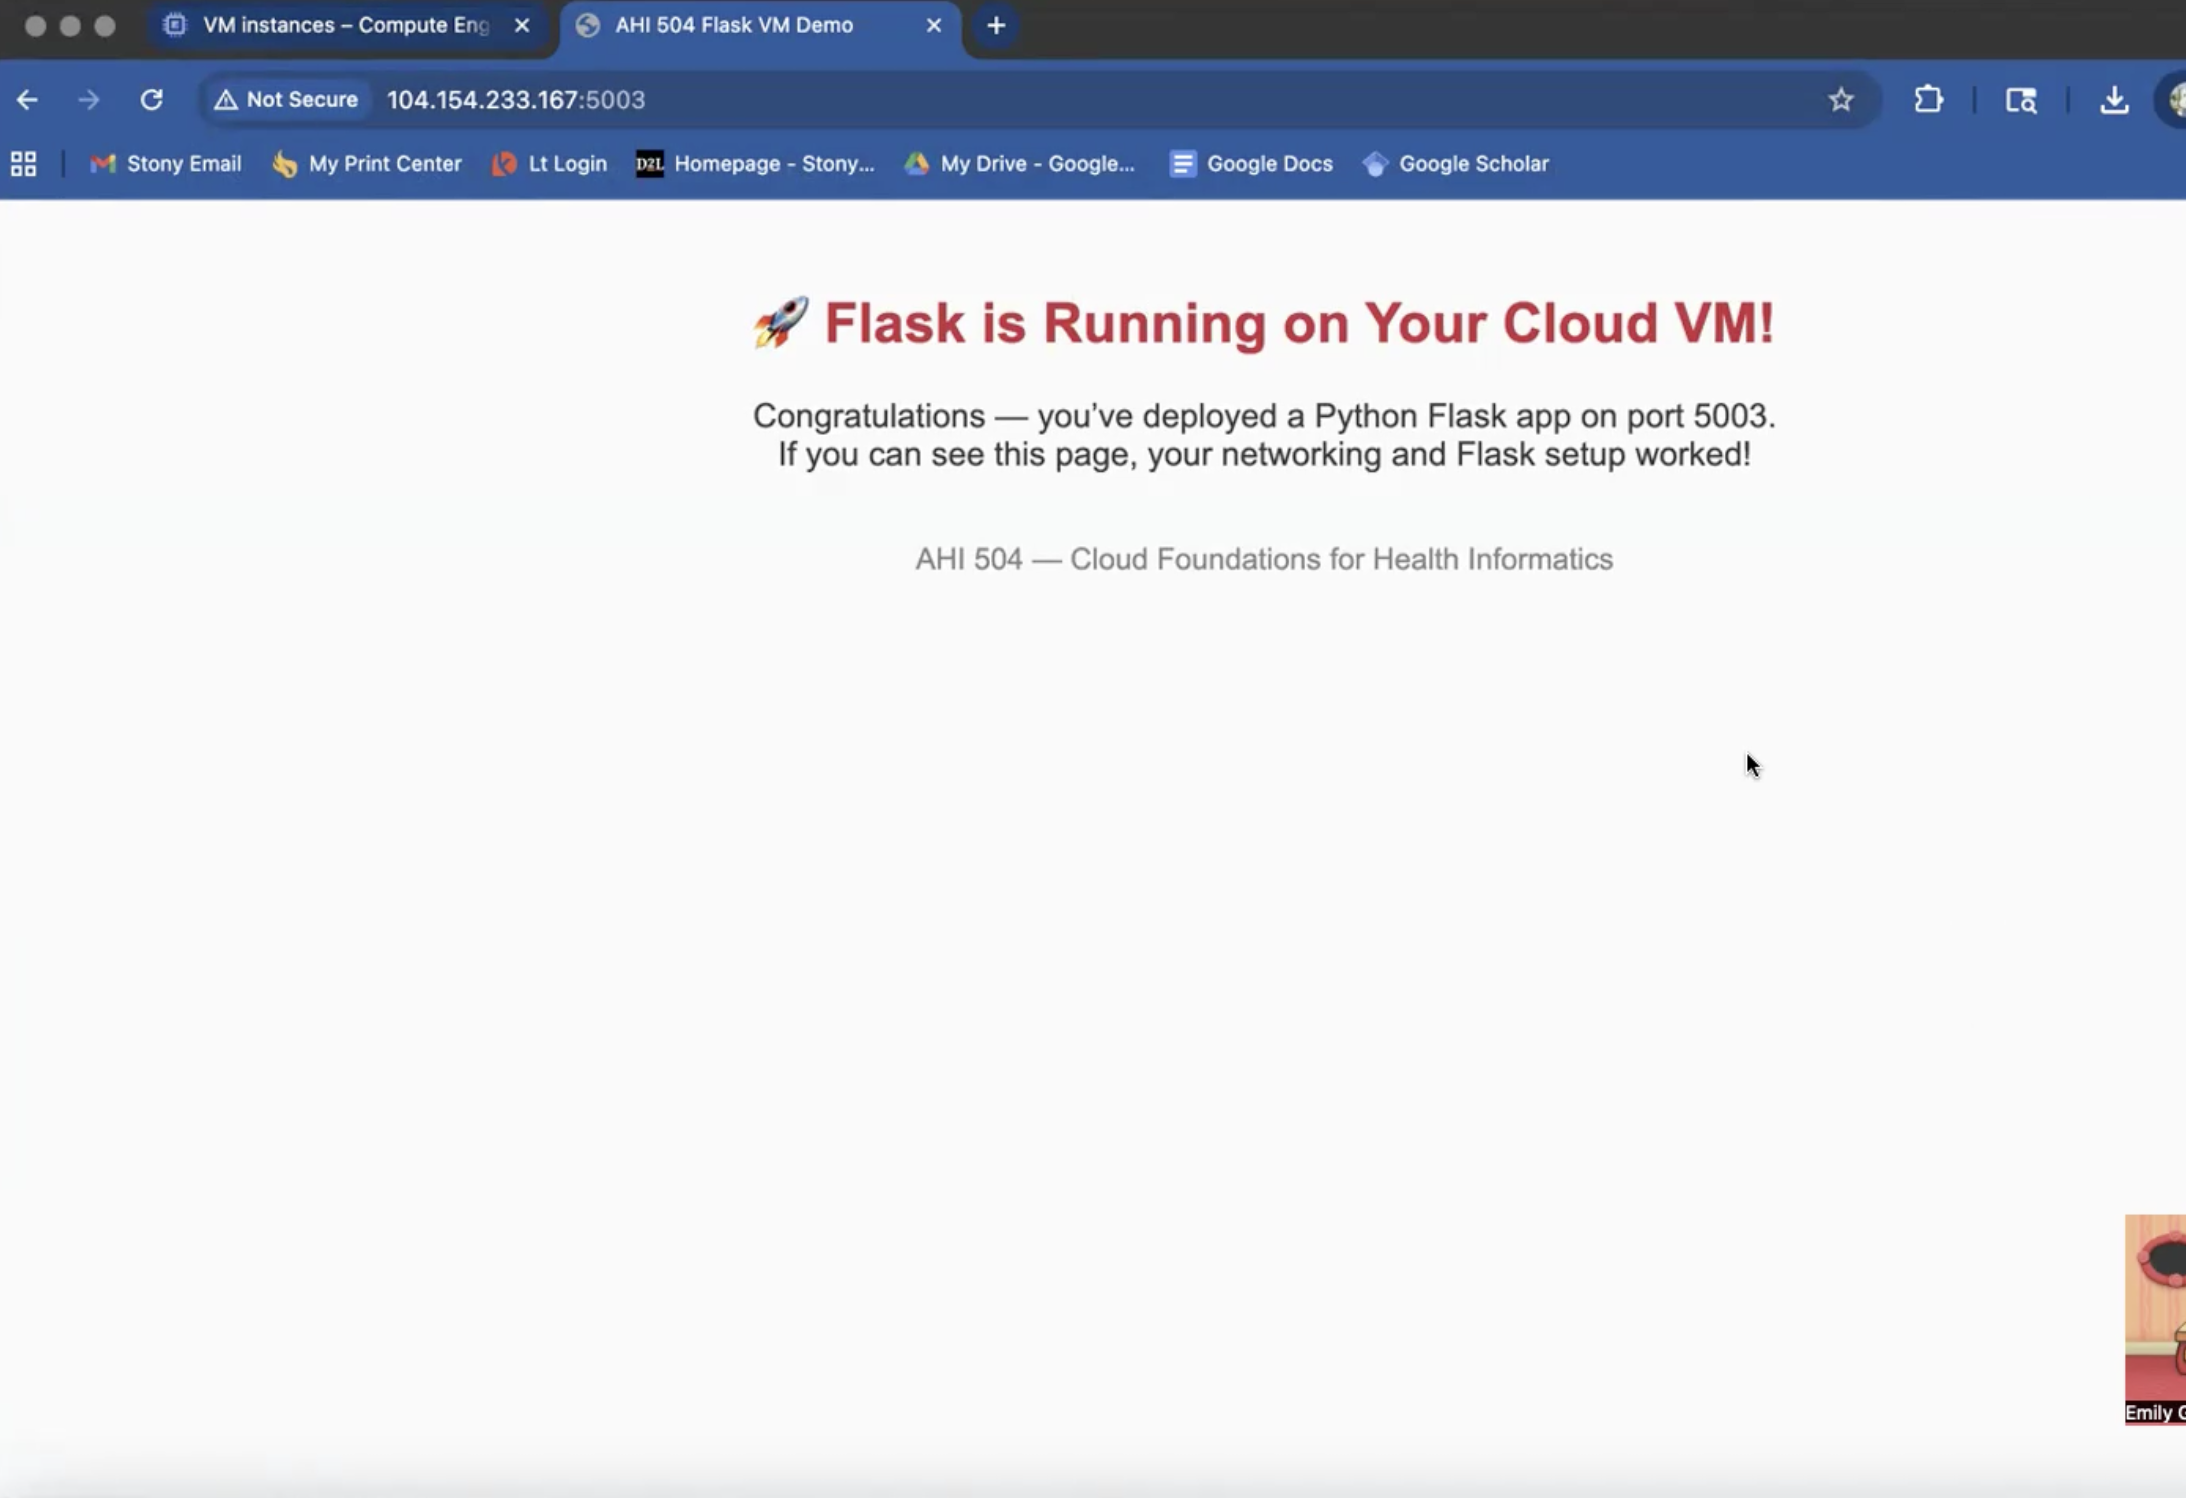 VM instances – Compute Eng
AHI 504 Flask VM Demo
Not Secure 104.154.233.167:5003
Stony Email My Print Center Lt Login D2L Homepage - Stony... My Drive - Google... Google Docs Google Scholar
🚀 Flask is Running on Your Cloud VM!
Congratulations — you’ve deployed a Python Flask app on port 5003.
If you can see this page, your networking and Flask setup worked!
AHI 504 — Cloud Foundations for Health Informatics
Emily